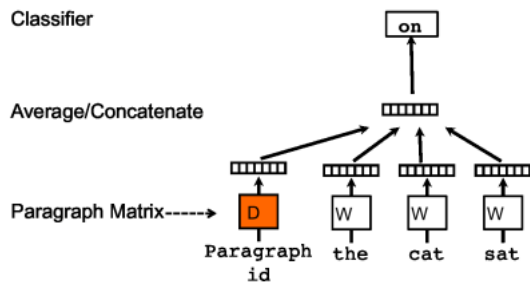 Classifier
on
Average/Concatenate
Paragraph Matrix
D
W
W
W
Paragraph
id
the
cat
sat